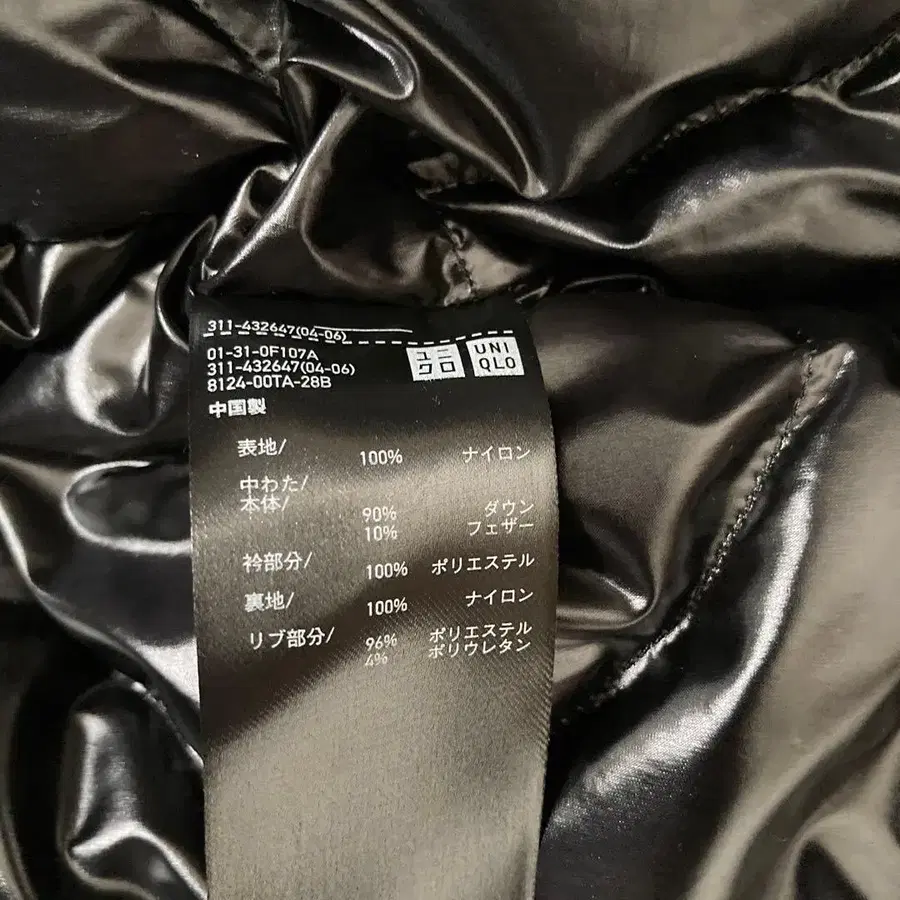 311-432647(04-06)
01-31-0F107A
311-432647(04-06)
8124-00TA-28B
ユニクロ
UNIQLO
中国製
表地/ 100% ナイロン
中わた/
本体/ 90% ダウン
10% フェザー
衿部分/ 100% ポリエステル
裏地/ 100% ナイロン
リブ部分/ 96% ポリエステル
4% ポリウレタン